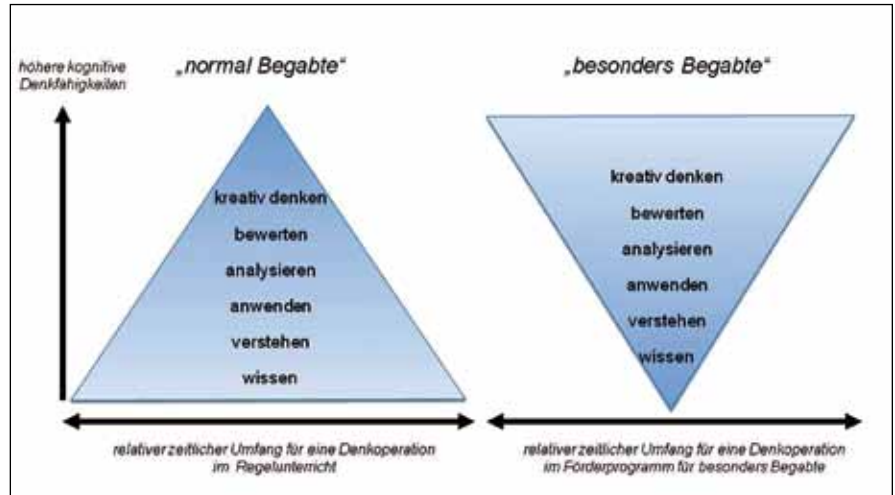 höhere kognitive
Denkfähigkeiten
„normal Begabte“
kreativ denken
bewerten
analysieren
anwenden
verstehen
wissen
relativer zeitlicher Umfang für eine Denkoperation
im Regelunterricht
„besonders Begabte“
kreativ denken
bewerten
analysieren
anwenden
verstehen
wissen
relativer zeitlicher Umfang für eine Denkoperation
im Förderprogramm für besonders Begabte